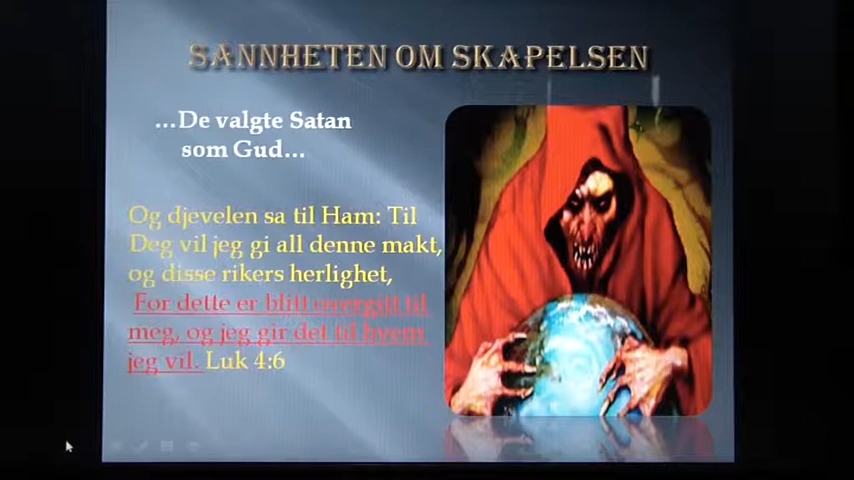 SANNHETEN OM SKAPELSEN
...De valgte Satan
som Gud...
Og djevelen sa til Ham: Til
Deg vil jeg gi all denne makt,
og disse rikers herlighet,
For dette er blitt overgitt til
meg, og jeg gir det til hvem
jeg vil. Luk 4:6